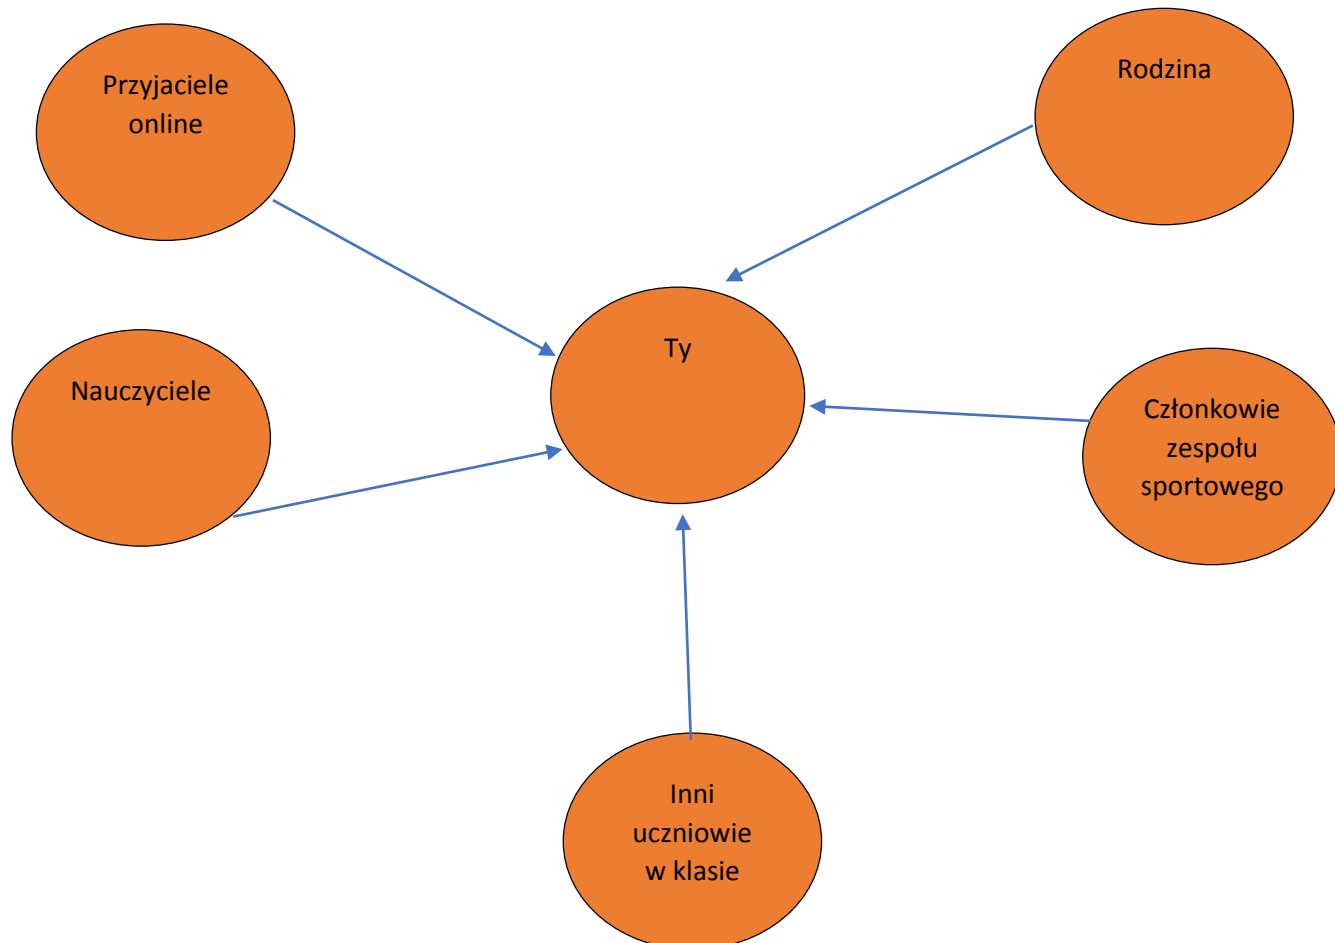 Przyjaciele
online
Rodzina
Ty
Nauczyciele
Członkowie
zespołu
sportowego
Inni
uczniowie
w klasie